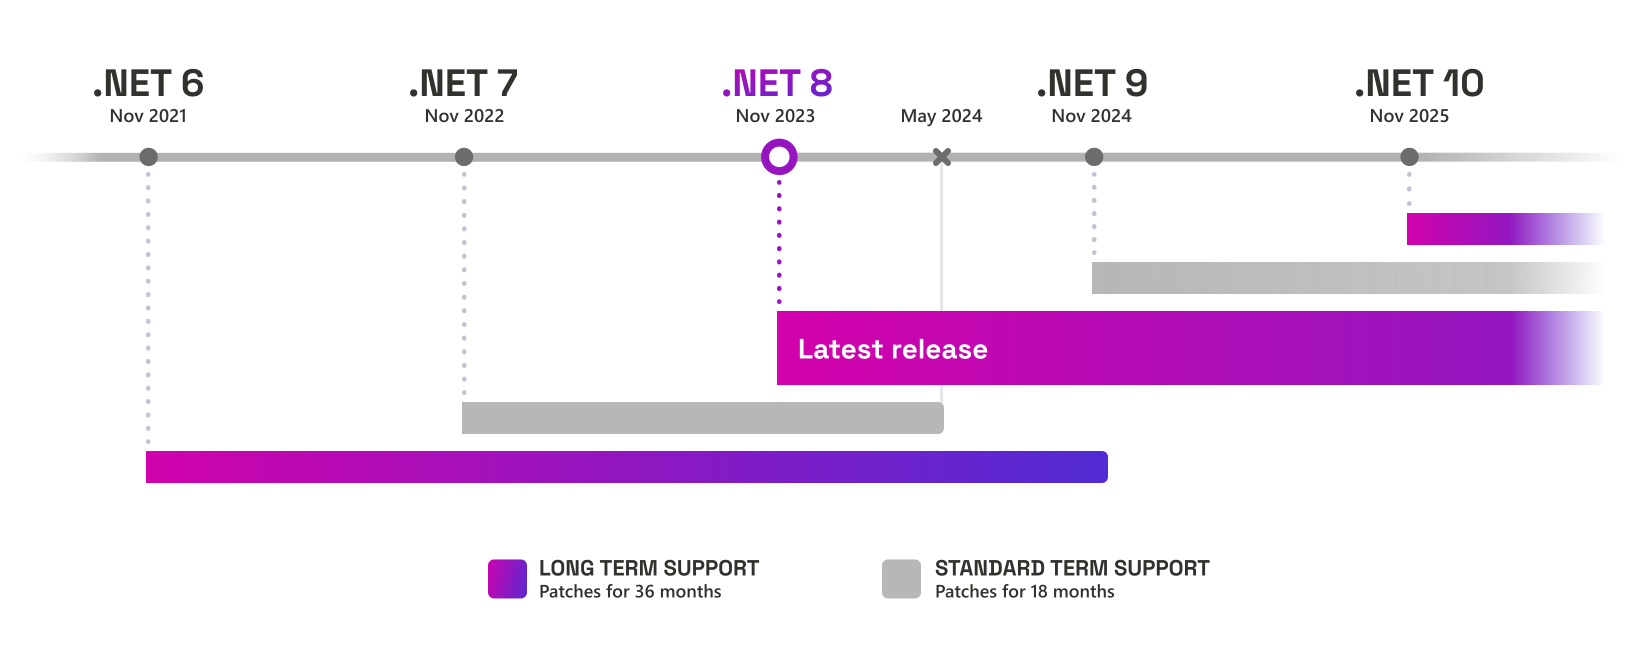 .NET 6
Nov 2021
.NET 7
Nov 2022
.NET 8
Nov 2023
May 2024
.NET 9
Nov 2024
.NET 10
Nov 2025
Latest release
LONG TERM SUPPORT
Patches for 36 months
STANDARD TERM SUPPORT
Patches for 18 months